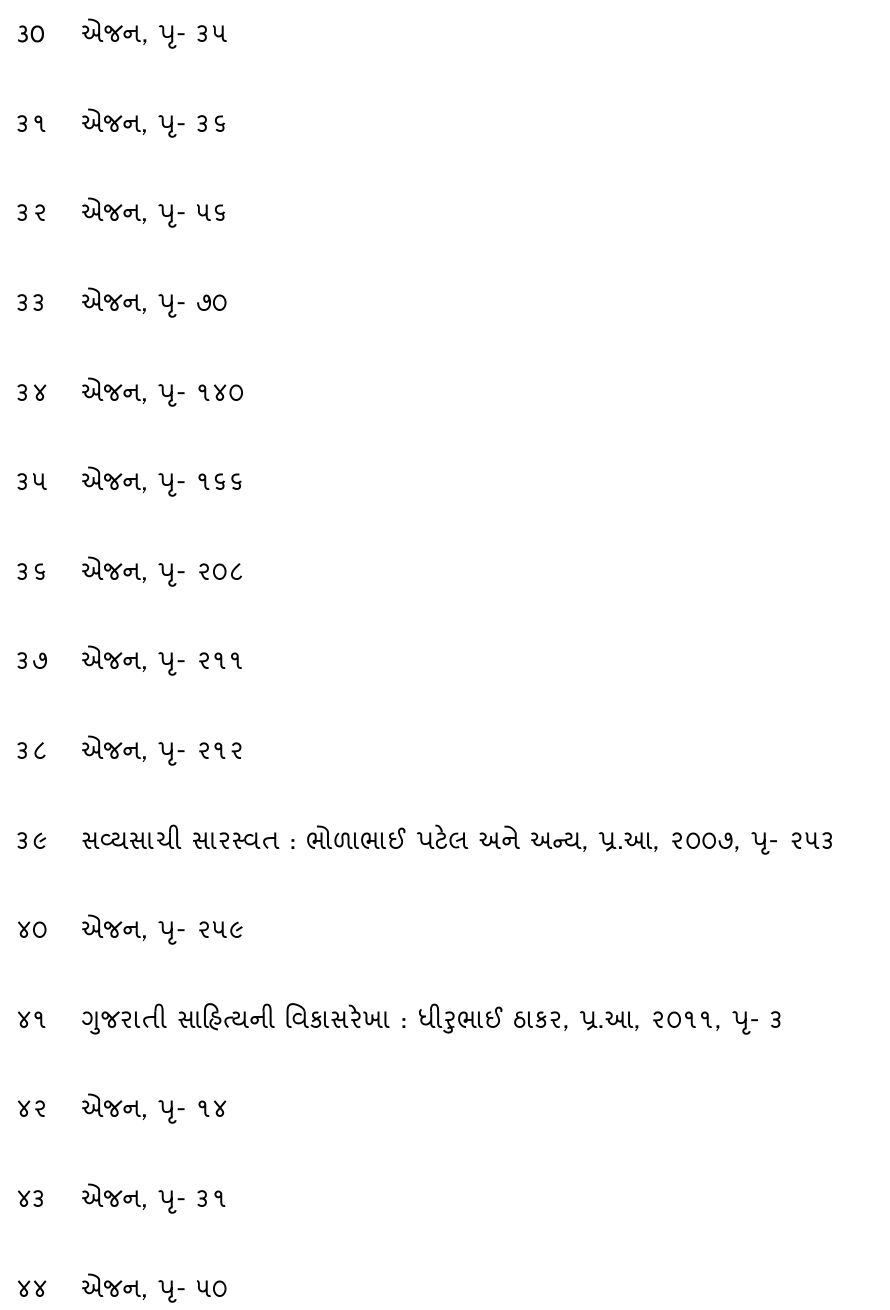 ૩૦ એજન, પૃ- ૩૫
૩૧ એજન, પૃ- ૩૬
૩૨ એજન, પૃ- ૫૬
૩૩ એજન, પૃ- ૭૦
૩૪ એજન, પૃ- ૧૪૦
૩૫ એજન, પૃ- ૧૬૬
૩૬ એજન, પૃ- ૨૦૮
૩૭ એજન, પૃ- ૨૧૧
૩૮ એજન, પૃ- ૨૧૨
૩૯ સવ્યસાચી સારસ્વત : ભોળાભાઈ પટેલ અને અન્ય, પ્ર.આ, ૨૦૦૭, પૃ- ૨૫૩
૪૦ એજન, પૃ- ૨૫૯
૪૧ ગુજરાતી સાહિત્યની વિકાસરેખા : ધીરુભાઈ ઠાકર, પ્ર.આ, ૨૦૧૧, પૃ- ૩
૪૨ એજન, પૃ- ૧૪
૪૩ એજન, પૃ- ૩૧
૪૪ એજન, પૃ- ૫૦